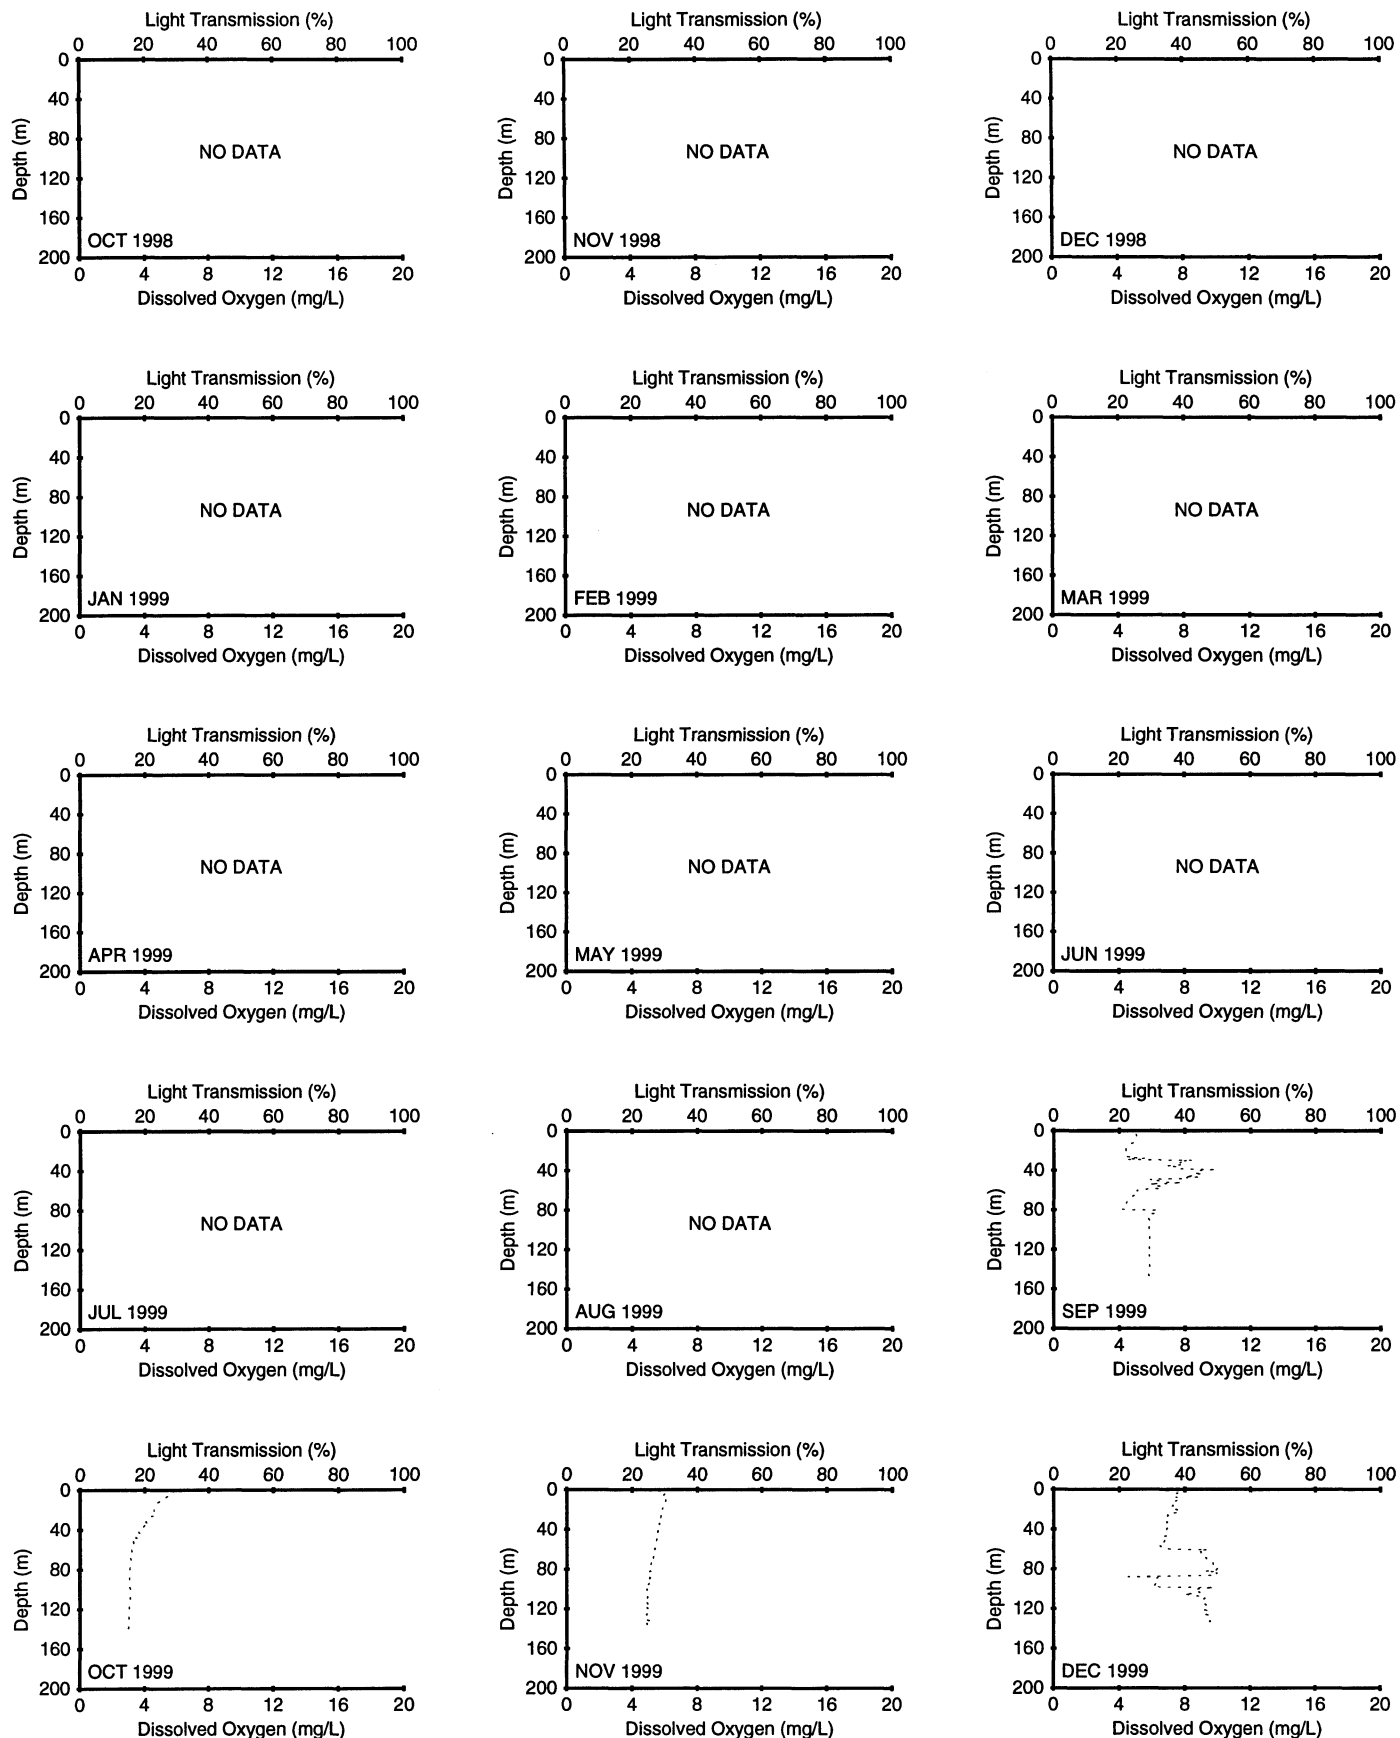 Light Transmission (%) Light Transmission (%) Light Transmission (%)
0 20 40 60 80 100 0 20 40 60 80 100 0 20 40 60 80 100
0 0 0
40 40 40
80 80 80
Depth (m) NO DATA Depth (m) NO DATA Depth (m) NO DATA
120 120 120
160 160 160
OCT 1998 NOV 1998 DEC 1998
200 200 200
0 4 8 12 16 20 0 4 8 12 16 20 0 4 8 12 16 20
Dissolved Oxygen (mg/L) Dissolved Oxygen (mg/L) Dissolved Oxygen (mg/L)
Light Transmission (%) Light Transmission (%) Light Transmission (%)
0 20 40 60 80 100 0 20 40 60 80 100 0 20 40 60 80 100
0 0 0
40 40 40
80 80 80
Depth (m) NO DATA Depth (m) NO DATA Depth (m) NO DATA
120 120 120
160 160 160
JAN 1999 FEB 1999 MAR 1999
200 200 200
0 4 8 12 16 20 0 4 8 12 16 20 0 4 8 12 16 20
Dissolved Oxygen (mg/L) Dissolved Oxygen (mg/L) Dissolved Oxygen (mg/L)
Light Transmission (%) Light Transmission (%) Light Transmission (%)
0 20 40 60 80 100 0 20 40 60 80 100 0 20 40 60 80 100
0 0 0
40 40 40
80 80 80
Depth (m) NO DATA Depth (m) NO DATA Depth (m) NO DATA
120 120 120
160 160 160
APR 1999 MAY 1999 JUN 1999
200 200 200
0 4 8 12 16 20 0 4 8 12 16 20 0 4 8 12 16 20
Dissolved Oxygen (mg/L) Dissolved Oxygen (mg/L) Dissolved Oxygen (mg/L)
Light Transmission (%) Light Transmission (%) Light Transmission (%)
0 20 40 60 80 100 0 20 40 60 80 100 0 20 40 60 80 100
0 0 0
40 40 40
80 80 80
Depth (m) NO DATA Depth (m) NO DATA Depth (m)
120 120 120
160 160 160
JUL 1999 AUG 1999 SEP 1999
200 200 200
0 4 8 12 16 20 0 4 8 12 16 20 0 4 8 12 16 20
Dissolved Oxygen (mg/L) Dissolved Oxygen (mg/L) Dissolved Oxygen (mg/L)
Light Transmission (%) Light Transmission (%) Light Transmission (%)
0 20 40 60 80 100 0 20 40 60 80 100 0 20 40 60 80 100
0 0 0
40 40 40
80 80 80
Depth (m) Depth (m) Depth (m)
120 120 120
160 160 160
OCT 1999 NOV 1999 DEC 1999
200 200 200
0 4 8 12 16 20 0 4 8 12 16 20 0 4 8 12 16 20
Dissolved Oxygen (mg/L) Dissolved Oxygen (mg/L) Dissolved Oxygen (mg/L)